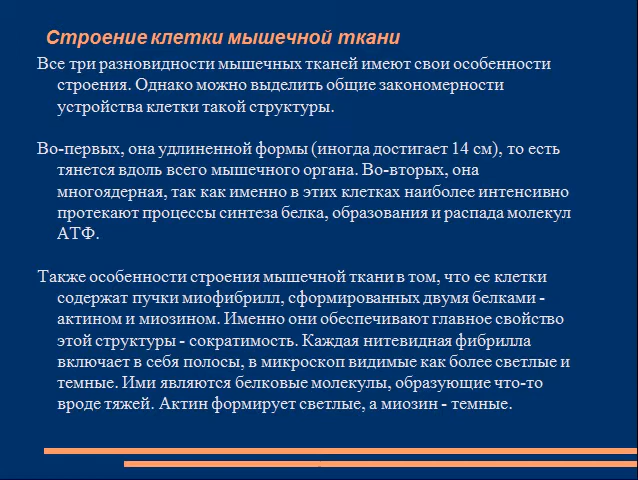 Строение клетки мышечной ткани
Все три разновидности мышечных тканей имеют свои особенности
строения. Однако можно выделить общие закономерности
устройства клетки такой структуры.
Во-первых, она удлиненной формы (иногда достигает 14 см), то есть
тянется вдоль всего мышечного органа. Во-вторых, она
многоядерная, так как именно в этих клетках наиболее интенсивно
протекают процессы синтеза белка, образования и распада молекул
АТФ.
Также особенности строения мышечной ткани в том, что ее клетки
содержат пучки миофибрилл, сформированных двумя белками -
актином и миозином. Именно они обеспечивают главное свойство
этой структуры - сократимость. Каждая нитевидная фибрилла
включает в себя полосы, в микроскоп видимые как более светлые и
темные. Ими являются белковые молекулы, образующие что-то
вроде тяжей. Актин формирует светлые, а миозин - темные.